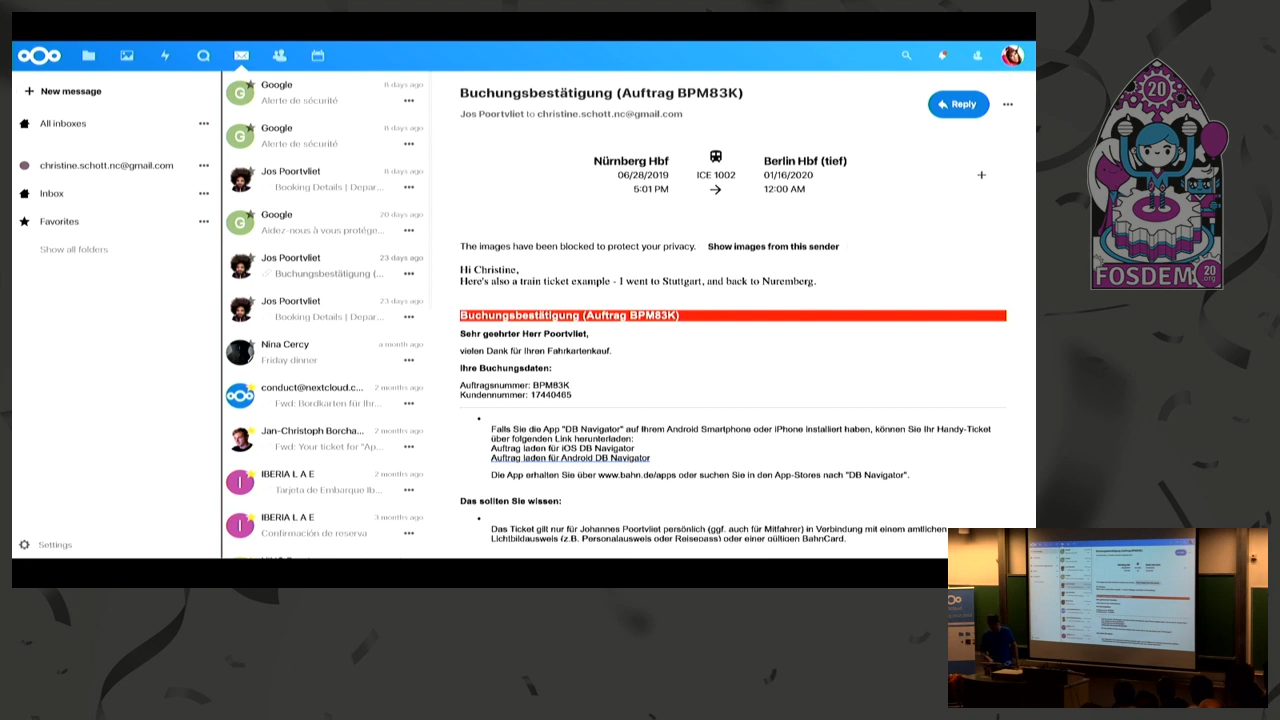 New message
All inboxes
christine.schott.nc@gmail.com
Inbox
Favorites
Show all folders
Settings
G
Google
8 days ago
Alerte de sécurité
G
Google
8 days ago
Alerte de sécurité
Jos Poortvliet
8 days ago
Booking Details | Depar...
G
Google
20 days ago
Aidez-nous à vous protége...
Jos Poortvliet
23 days ago
Buchungsbestätigung (...
Jos Poortvliet
23 days ago
Booking Details | Depar...
Nina Cercy
a month ago
Friday dinner
conduct@nextcloud.c...
2 months ago
Fwd: Bordkarten für Ihr...
Jan-Christoph Borcha...
2 months ago
Fwd: Your ticket for "Ap...
I
IBERIA L A E
2 months ago
Tarjeta de Embarque Ib...
I
IBERIA L A E
3 months ago
Confirmación de reserva
Buchungsbestätigung (Auftrag BPM83K)
Jos Poortvliet to christine.schott.nc@gmail.com
Reply
Nürnberg Hbf
06/28/2019
5:01 PM
ICE 1002
Berlin Hbf (tief)
01/16/2020
12:00 AM
The images have been blocked to protect your privacy. Show images from this sender
Hi Christine,
Here's also a train ticket example - I went to Stuttgart, and back to Nuremberg.
Buchungsbestätigung (Auftrag BPM83K)
Sehr geehrter Herr Poortvliet,
vielen Dank für Ihren Fahrkartenkauf.
Ihre Buchungsdaten:
Auftragsnummer: BPM83K
Kundennummer: 17440465
Falls Sie die App "DB Navigator" auf Ihrem Android Smartphone oder iPhone installiert haben, können Sie Ihr Handy-Ticket
über folgenden Link herunterladen:
Auftrag laden für iOS DB Navigator
Auftrag laden für Android DB Navigator
Die App erhalten Sie über www.bahn.de/apps oder suchen Sie in den App-Stores nach "DB Navigator".
Das sollten Sie wissen:
Das Ticket gilt nur für Johannes Poortvliet persönlich (ggf. auch für Mitfahrer) in Verbindung mit einem amtlichen
Lichtbildausweis (z.B. Personalausweis oder Reisepass) oder einer gültigen BahnCard.
20
FOSDEM
20
.org